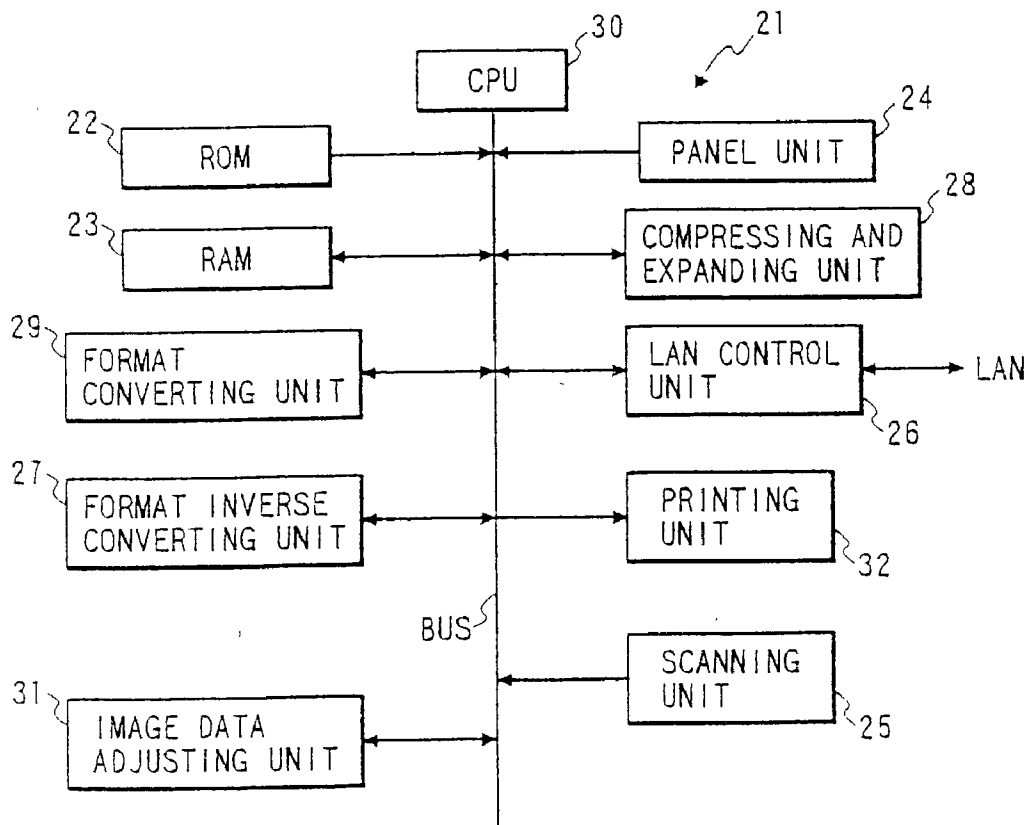 30
21
CPU
22
ROM
24
PANEL UNIT
23
RAM
28
COMPRESSING AND
EXPANDING UNIT
29
FORMAT
CONVERTING UNIT
LAN CONTROL
UNIT
LAN
26
27
FORMAT INVERSE
CONVERTING UNIT
PRINTING
UNIT
32
BUS
SCANNING
UNIT
25
31
IMAGE DATA
ADJUSTING UNIT